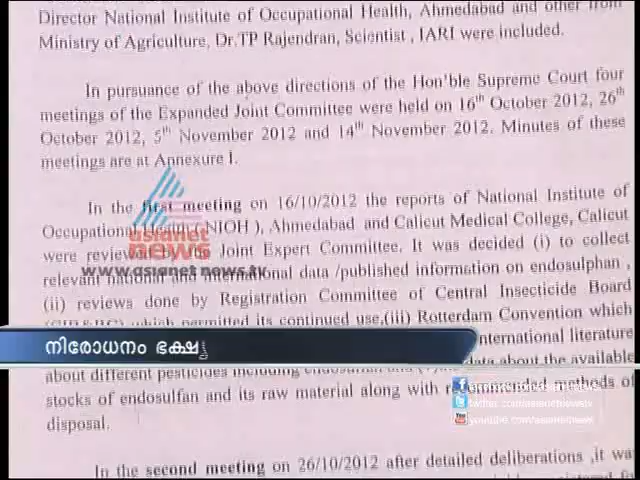 Director National Institute of Occupational Health, Ahmedabad and other from
Ministry of Agriculture, Dr.TP Rajendran, Scientist , IARI were included.
In pursuance of the above directions of the Hon'ble Supreme Court four
meetings of the Expanded Joint Committee were held on 16th October 2012, 26th
October 2012, 5th November 2012 and 14th November 2012. Minutes of these
meetings are at Annexure I.
In the first meeting on 16/10/2012 the reports of National Institute of
Occupational Health ( NIOH ), Ahmedabad and Calicut Medical College, Calicut
were reviewed by the Joint Expert Committee. It was decided (i) to collect
relevant national and international data /published information on endosulphan ,
(ii) reviews done by Registration Committee of Central Insecticide Board
which permitted its continued use,(iii) Rotterdam Convention which
international literature
about different pesticides including endosulfan and data about the available
stocks of endosulfan and its raw material along with recommended methods of
disposal.
In the second meeting on 26/10/2012 after detailed deliberations ,it was
asianet
news
www.asianetnews.tv
നിരോധനം ഭക്ഷ്യ
twitter.com/asianetnewstv
youtube.com/asianetnews